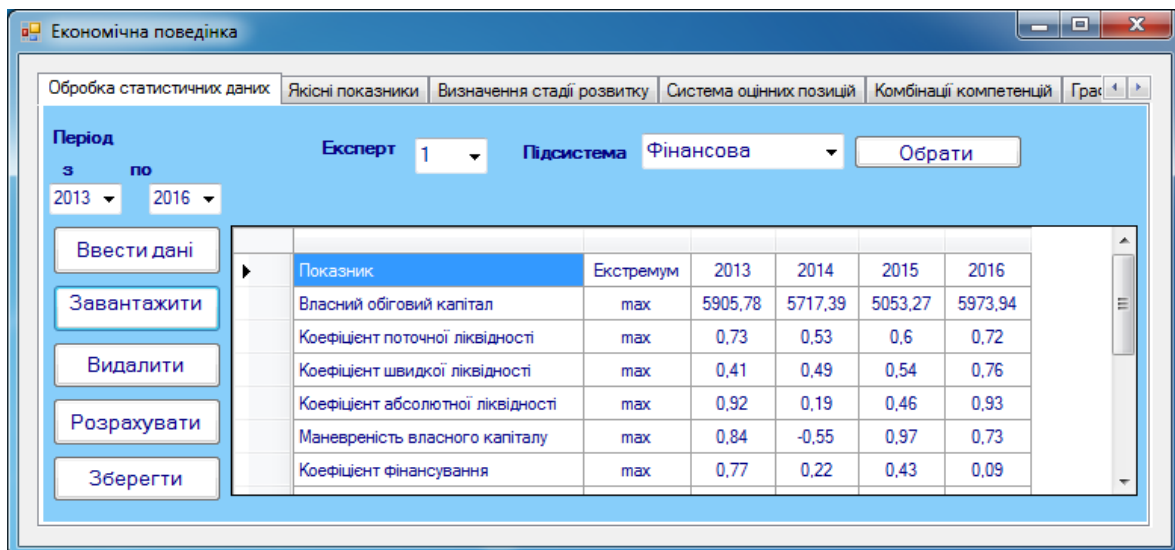 Економічна поведінка
Обробка статистичних даних Якісні показники Визначення стадії розвитку Система оцінних позицій Комбінації компетенцій
Період Експерт 1 Підсистема Фінансова Обрати
з по
2013 2016
Ввести дані
Завантажити
Видалити
Розрахувати
Зберегти
Показник Екстремум 2013 2014 2015 2016
Власний обіговий капітал max 5905,78 5717,39 5053,27 5973,94
Коефіцієнт поточної ліквідності max 0,73 0,53 0,6 0,72
Коефіцієнт швидкої ліквідності max 0,41 0,49 0,54 0,76
Коефіцієнт абсолютної ліквідності max 0,92 0,19 0,46 0,93
Маневреність власного капіталу max 0,84 -0,55 0,97 0,73
Коефіцієнт фінансування max 0,77 0,22 0,43 0,09